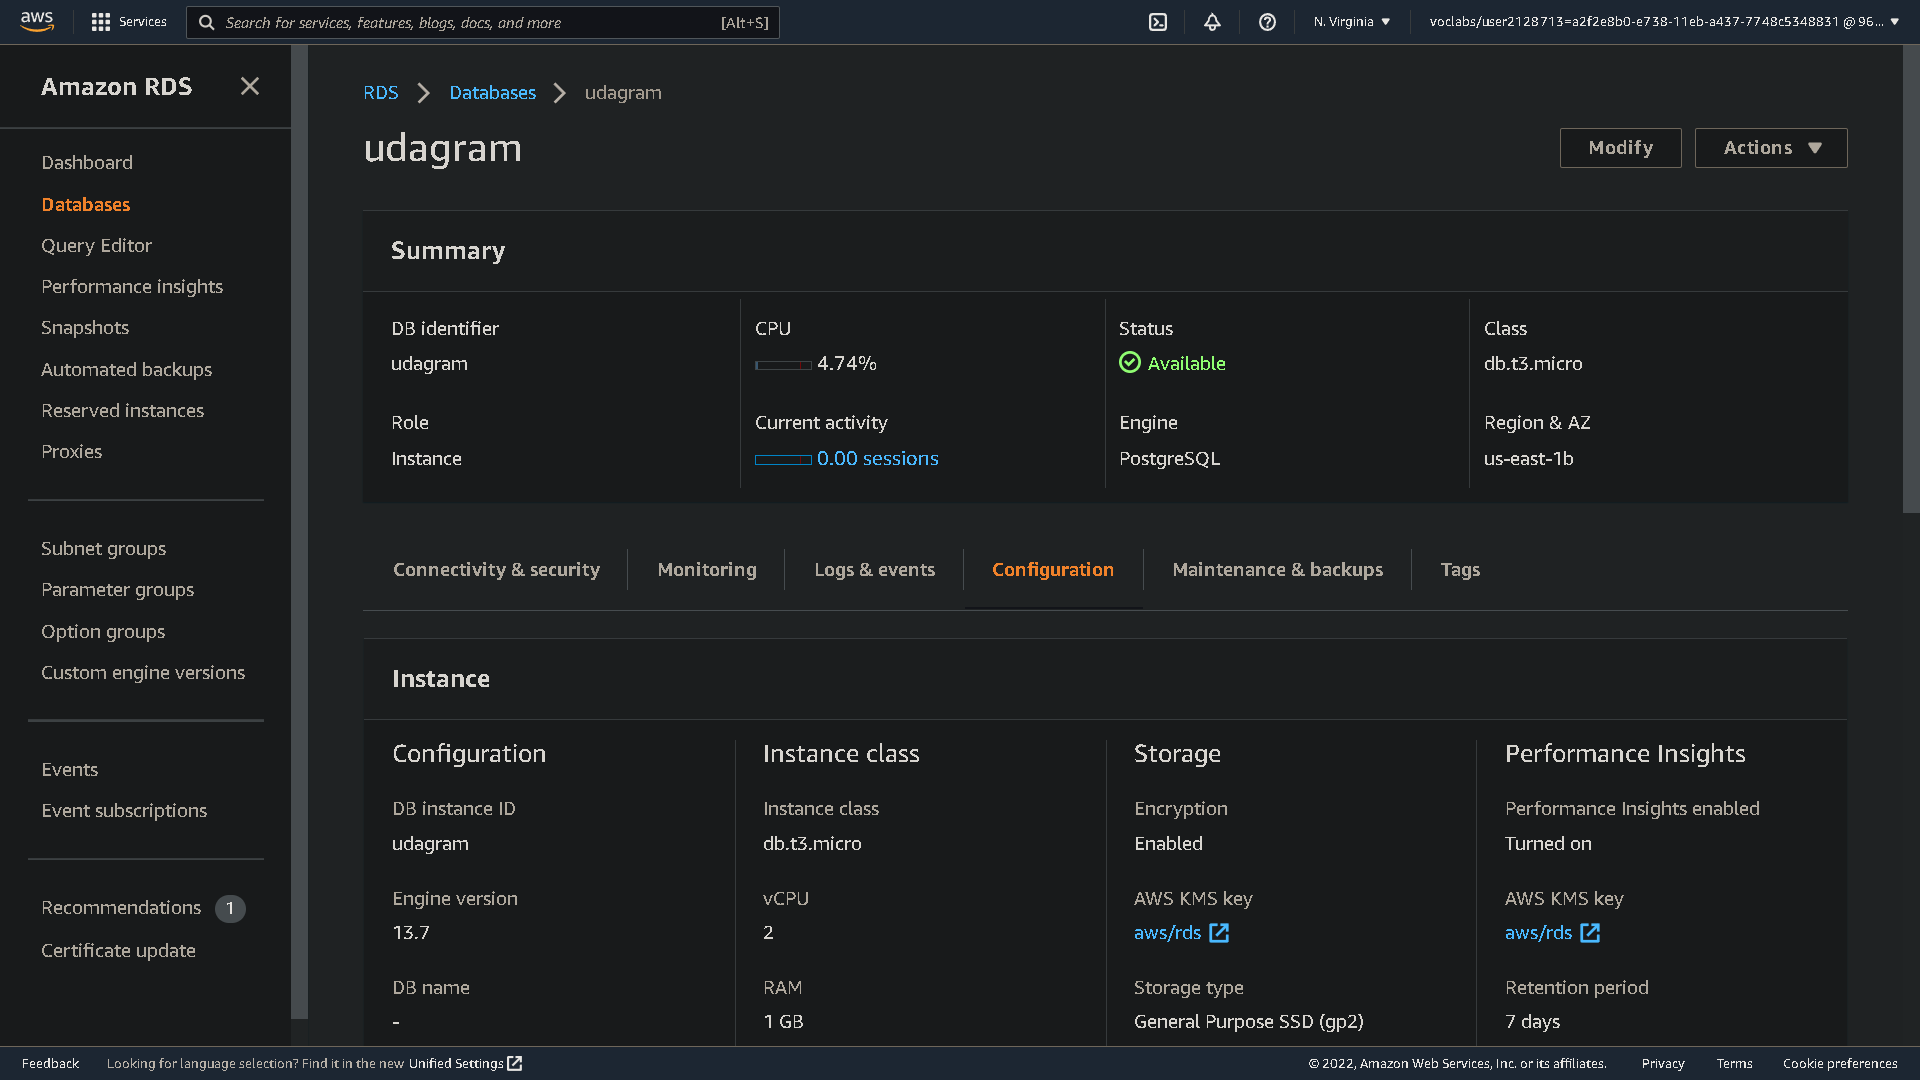 aws
Services
Search for services, features, blogs, docs, and more
[Alt+S]
N. Virginia
voclabs/user2128713=a2f2e8b0-e738-11eb-a437-7748c5348831 @ 96...
Amazon RDS
Dashboard
Databases
Query Editor
Performance insights
Snapshots
Automated backups
Reserved instances
Proxies
Subnet groups
Parameter groups
Option groups
Custom engine versions
Events
Event subscriptions
Recommendations 1
Certificate update
RDS > Databases > udagram
udagram
Modify
Actions
Summary
DB identifier
udagram
CPU
4.74%
Status
Available
Class
db.t3.micro
Role
Instance
Current activity
0.00 sessions
Engine
PostgreSQL
Region & AZ
us-east-1b
Connectivity & security
Monitoring
Logs & events
Configuration
Maintenance & backups
Tags
Instance
Configuration
DB instance ID
udagram
Engine version
13.7
DB name
-
Instance class
Instance class
db.t3.micro
vCPU
2
RAM
1 GB
Storage
Encryption
Enabled
AWS KMS key
aws/rds
Storage type
General Purpose SSD (gp2)
Performance Insights
Performance Insights enabled
Turned on
AWS KMS key
aws/rds
Retention period
7 days
Feedback
Looking for language selection? Find it in the new Unified Settings
© 2022, Amazon Web Services, Inc. or its affiliates.
Privacy
Terms
Cookie preferences